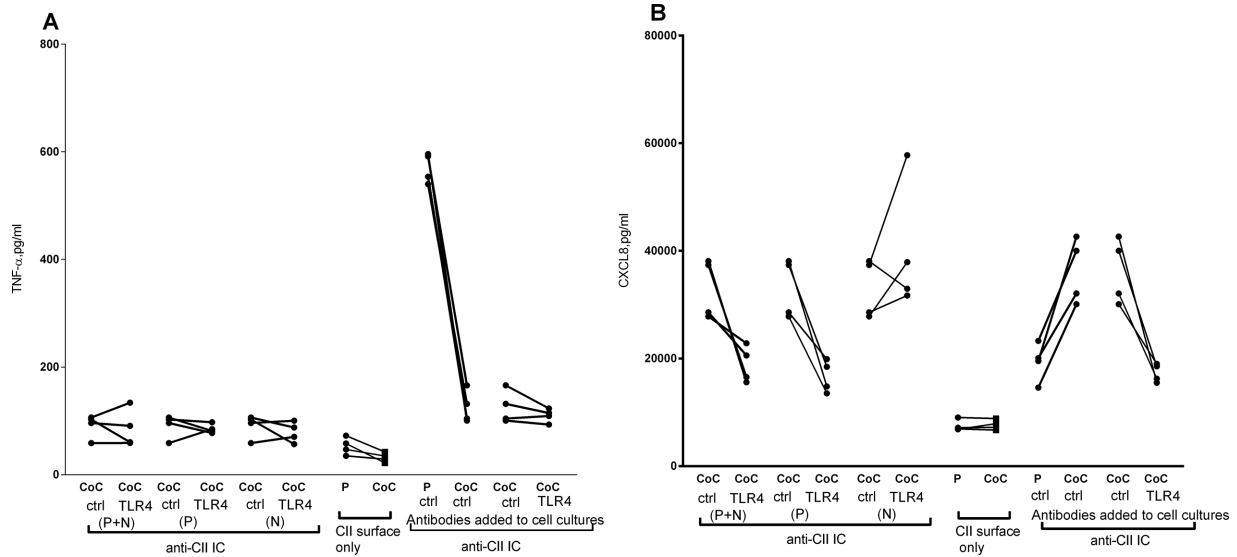 A
800
600
400
200
0
TNF-α,pg/ml
CoC CoC CoC CoC CoC CoC P CoC P CoC CoC CoC
ctrl TLR4 ctrl TLR4 ctrl TLR4 ctrl ctrl ctrl TLR4
(P+N) (P) (N) CII surface only Antibodies added to cell cultures
anti-CII IC anti-CII IC
B
80000
60000
40000
20000
0
CXCL8,pg/ml
CoC CoC CoC CoC CoC CoC P CoC P CoC CoC CoC
ctrl TLR4 ctrl TLR4 ctrl TLR4 ctrl ctrl ctrl TLR4
(P+N) (P) (N) Antibodies added to cell cultures
CII surface
only
anti-CII IC anti-CII IC